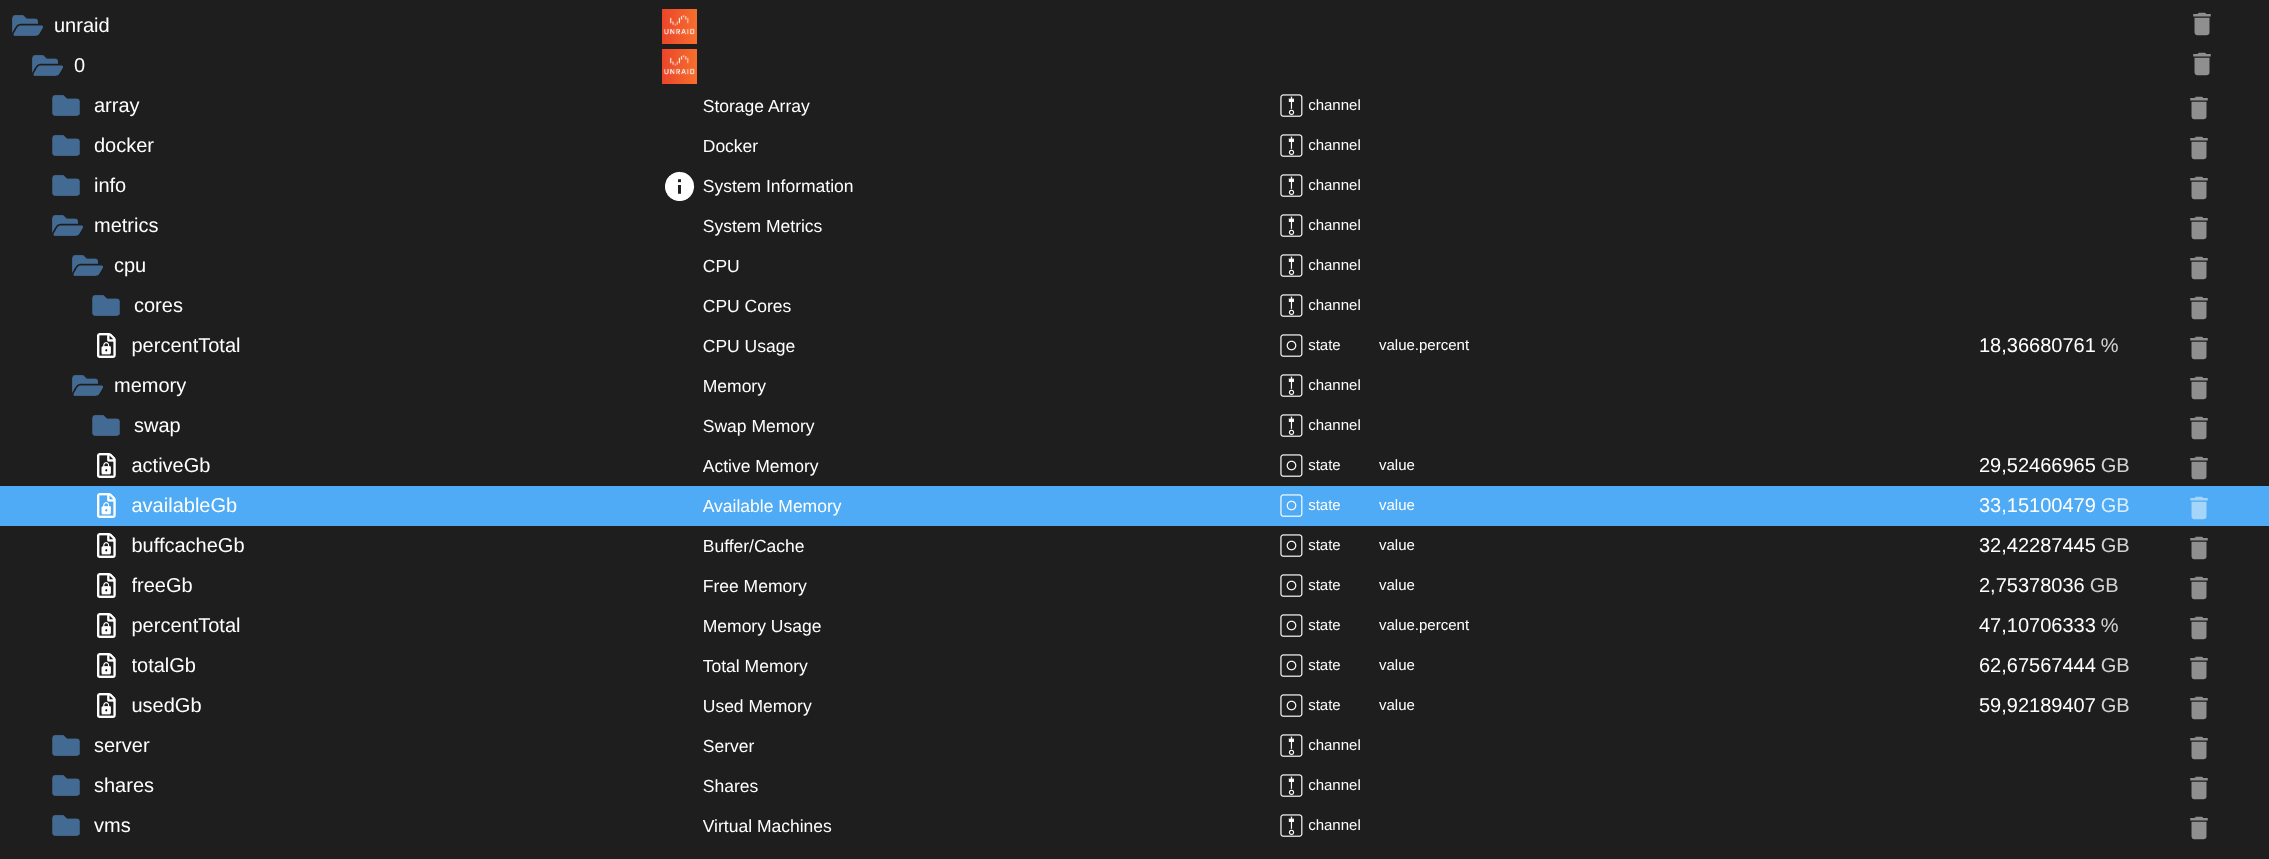 unraid UNRAID
0 UNRAID
array Storage Array channel
docker Docker channel
info System Information channel
metrics System Metrics channel
cpu CPU channel
cores CPU Cores channel
percentTotal CPU Usage state value.percent 18,36680761 %
memory Memory channel
swap Swap Memory channel
activeGb Active Memory state value 29,52466965 GB
availableGb Available Memory state value 33,15100479 GB
buffcacheGb Buffer/Cache state value 32,42287445 GB
freeGb Free Memory state value 2,75378036 GB
percentTotal Memory Usage state value.percent 47,10706333 %
totalGb Total Memory state value 62,67567444 GB
usedGb Used Memory state value 59,92189407 GB
server Server channel
shares Shares channel
vms Virtual Machines channel